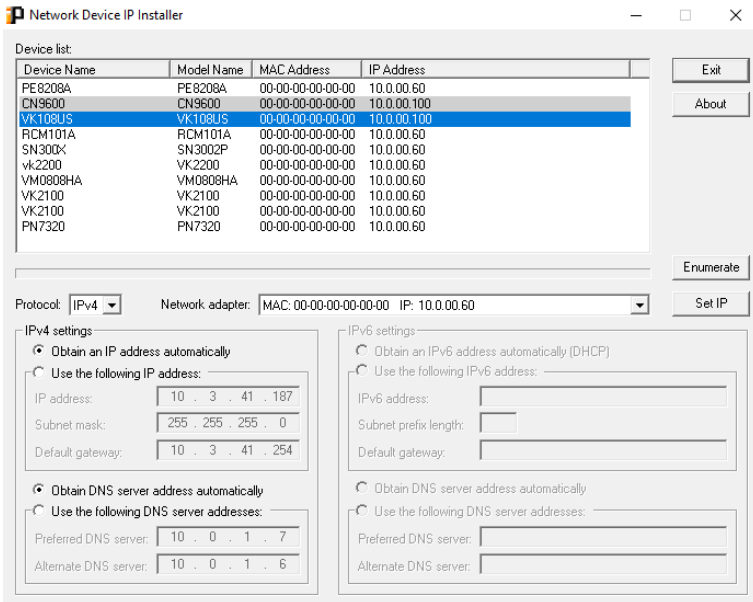 Network Device IP Installer
Device list:
Device Name Model Name MAC Address IP Address
PE8208A PE8208A 00-00-00-00-00-00 10.0.00.60
CN9600 CN9600 00-00-00-00-00-00 10.0.00.100
VK108US VK108US 00-00-00-00-00-00 10.0.00.100
RCM101A RCM101A 00-00-00-00-00-00 10.0.00.60
SN300X SN3002P 00-00-00-00-00-00 10.0.00.60
vk2200 VK2200 00-00-00-00-00-00 10.0.00.60
VM0808HA VM0808HA 00-00-00-00-00-00 10.0.00.60
VK2100 VK2100 00-00-00-00-00-00 10.0.00.60
VK2100 VK2100 00-00-00-00-00-00 10.0.00.60
PN7320 PN7320 00-00-00-00-00-00 10.0.00.60
Exit
About
Enumerate
Protocol: IPv4 Network adapter: MAC: 00-00-00-00-00-00 IP: 10.0.00.60 Set IP
IPv4 settings
Obtain an IP address automatically
Use the following IP address:
IP address: 10 . 3 . 41 . 187
Subnet mask: 255 . 255 . 255 . 0
Default gateway: 10 . 3 . 41 . 254
Obtain DNS server address automatically
Use the following DNS server addresses:
Preferred DNS server: 10 . 0 . 1 . 7
Alternate DNS server: 10 . 0 . 1 . 6
IPv6 settings
Obtain an IPv6 address automatically (DHCP)
Use the following IPv6 address:
IPv6 address:
Subnet prefix length:
Default gateway:
Obtain DNS server address automatically
Use the following DNS server addresses:
Preferred DNS server:
Alternate DNS server: